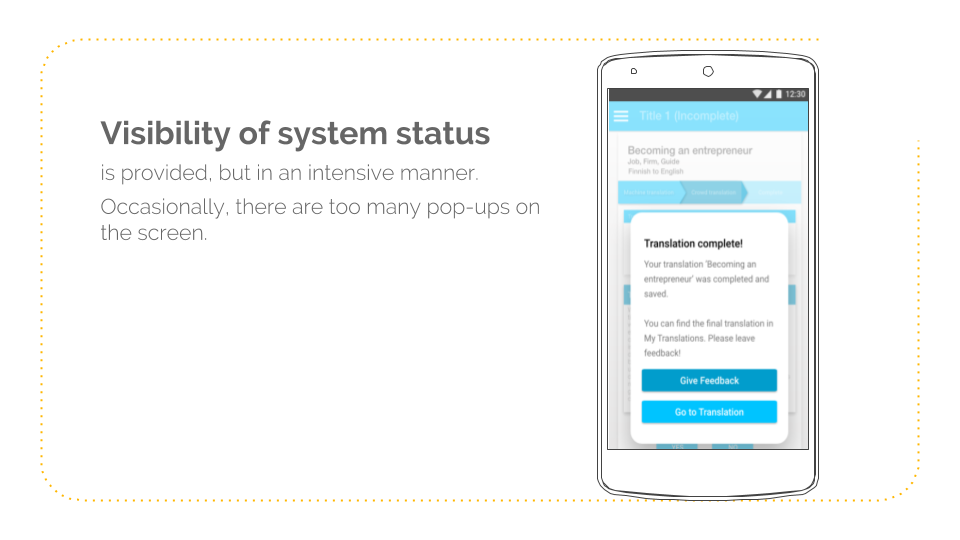 Visibility of system status
is provided, but in an intensive manner.
Occasionally, there are too many pop-ups on
the screen.
12:30
Title 1 (Incomplete)
Becoming an entrepreneur
Job, Firm, Guide
Finnish to English
Translation complete!
Your translation 'Becoming an
entrepreneur' was completed and
saved.
You can find the final translation in
My Translations. Please leave
feedback!
Give Feedback
Go to Translation